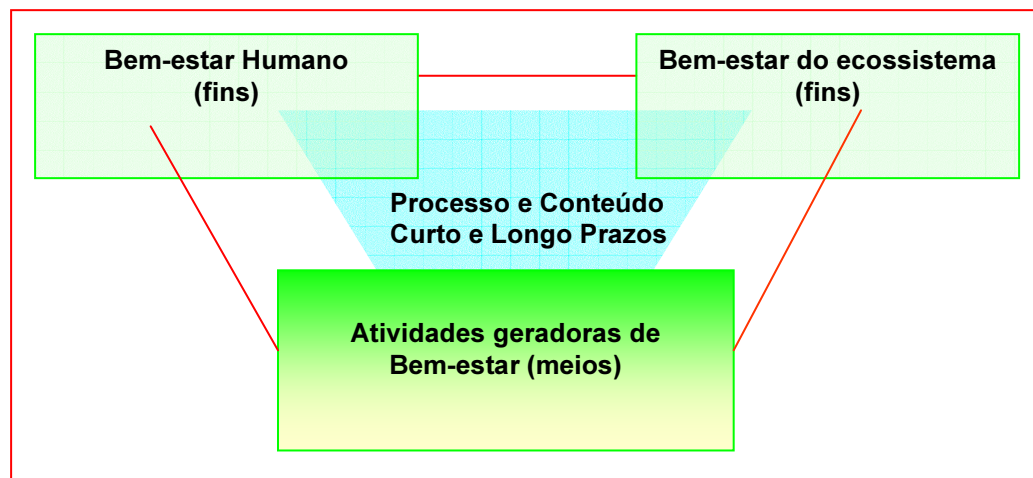 Bem-estar Humano
(fins)
Bem-estar do ecossistema
(fins)
Processo e Conteúdo
Curto e Longo Prazos
Atividades geradoras de
Bem-estar (meios)